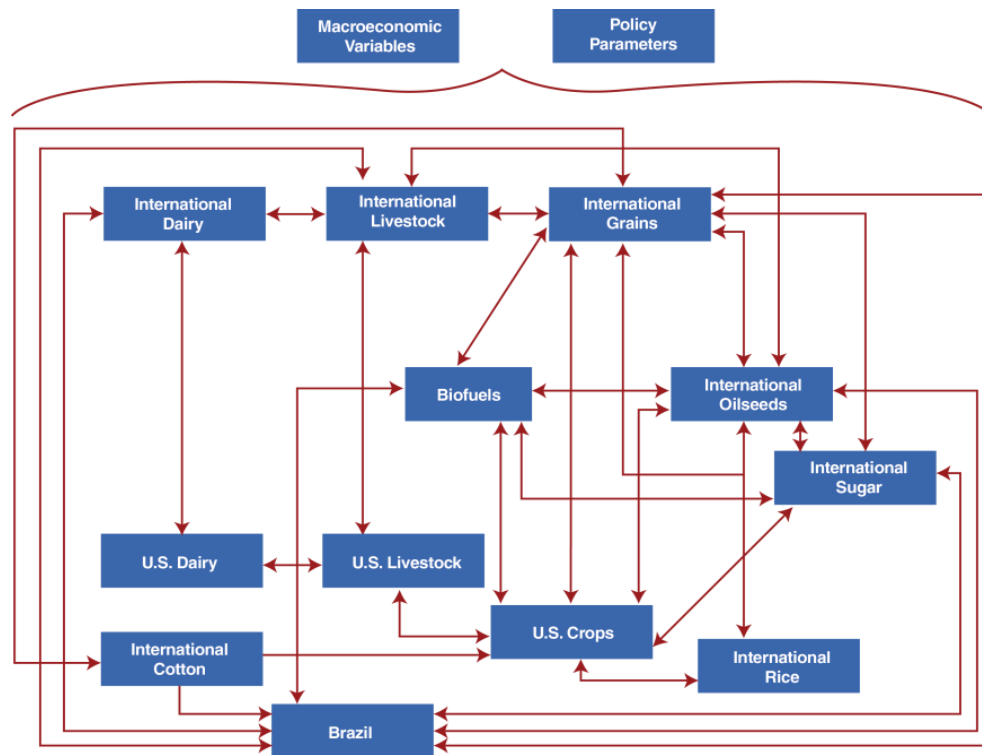 Macroeconomic
Variables
Policy
Parameters
International
Dairy
International
Livestock
International
Grains
Biofuels
International
Oilseeds
International
Sugar
U.S. Dairy
U.S. Livestock
U.S. Crops
International
Cotton
International
Rice
Brazil